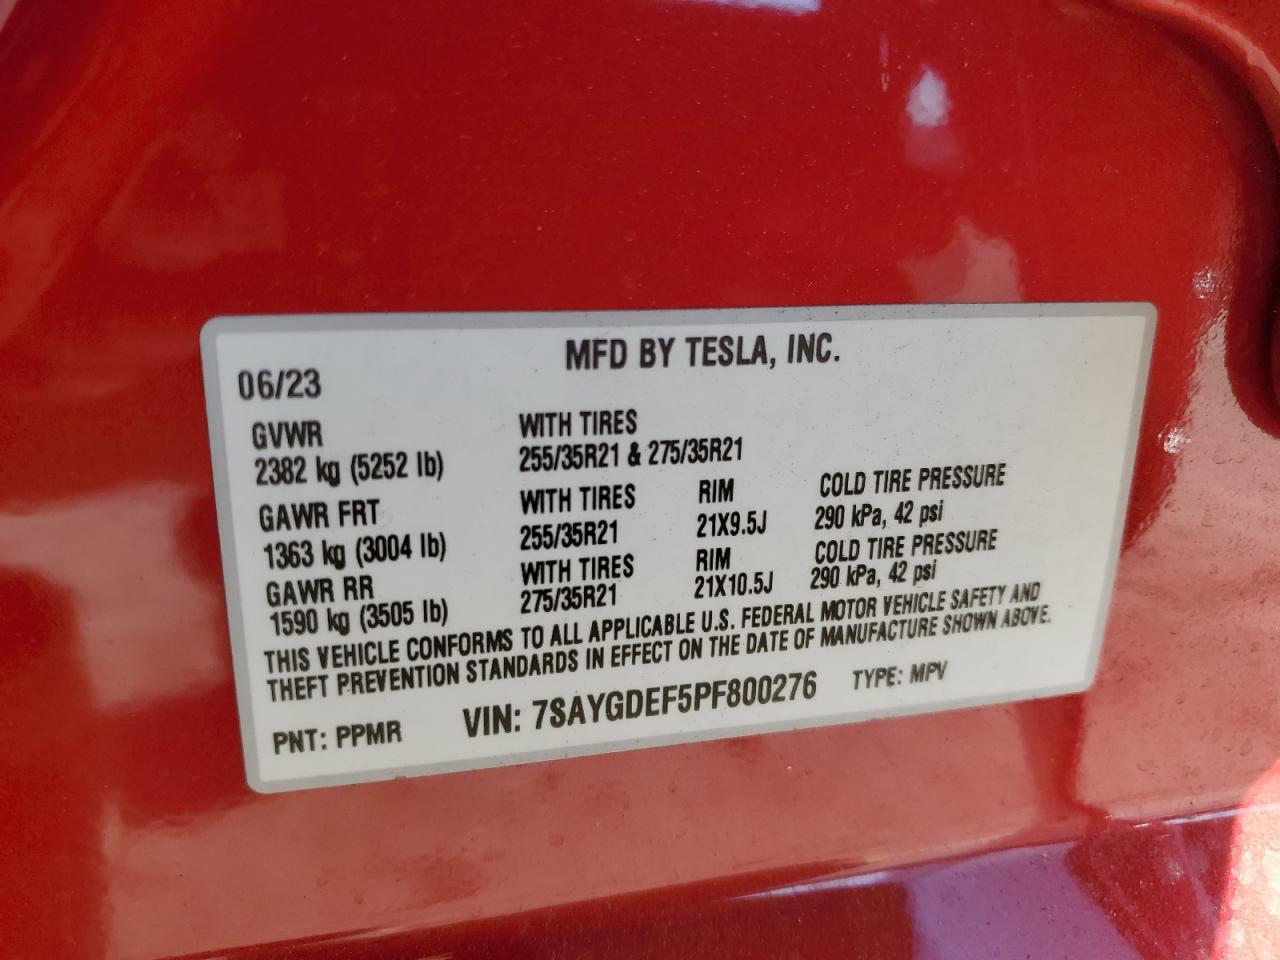 MFD BY TESLA, INC.
06/23
GVWR WITH TIRES
2382 kg (5252 lb) 255/35R21 & 275/35R21
GAWR FRT WITH TIRES RIM COLD TIRE PRESSURE
1363 kg (3004 lb) 255/35R21 21X9.5J 290 kPa, 42 psi
GAWR RR WITH TIRES RIM COLD TIRE PRESSURE
1590 kg (3505 lb) 275/35R21 21X10.5J 290 kPa, 42 psi
THIS VEHICLE CONFORMS TO ALL APPLICABLE U.S. FEDERAL MOTOR VEHICLE SAFETY AND
THEFT PREVENTION STANDARDS IN EFFECT ON THE DATE OF MANUFACTURE SHOWN ABOVE.
PNT: PPMR VIN: 7SAYGDEF5PF800276 TYPE: MPV